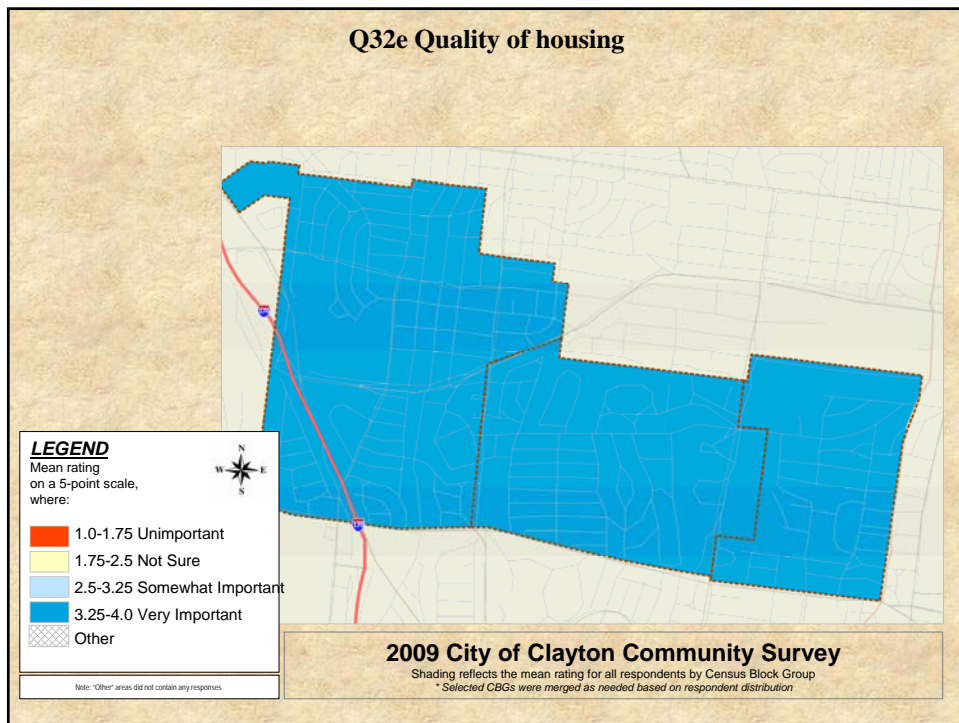 Q32e Quality of housing
LEGEND
Mean rating
on a 5-point scale,
where:
N
W E
S
1.0-1.75 Unimportant
1.75-2.5 Not Sure
2.5-3.25 Somewhat Important
3.25-4.0 Very Important
Other
Note: "Other" areas did not contain any responses
2009 City of Clayton Community Survey
Shading reflects the mean rating for all respondents by Census Block Group
* Selected CBGs were merged as needed based on respondent distribution